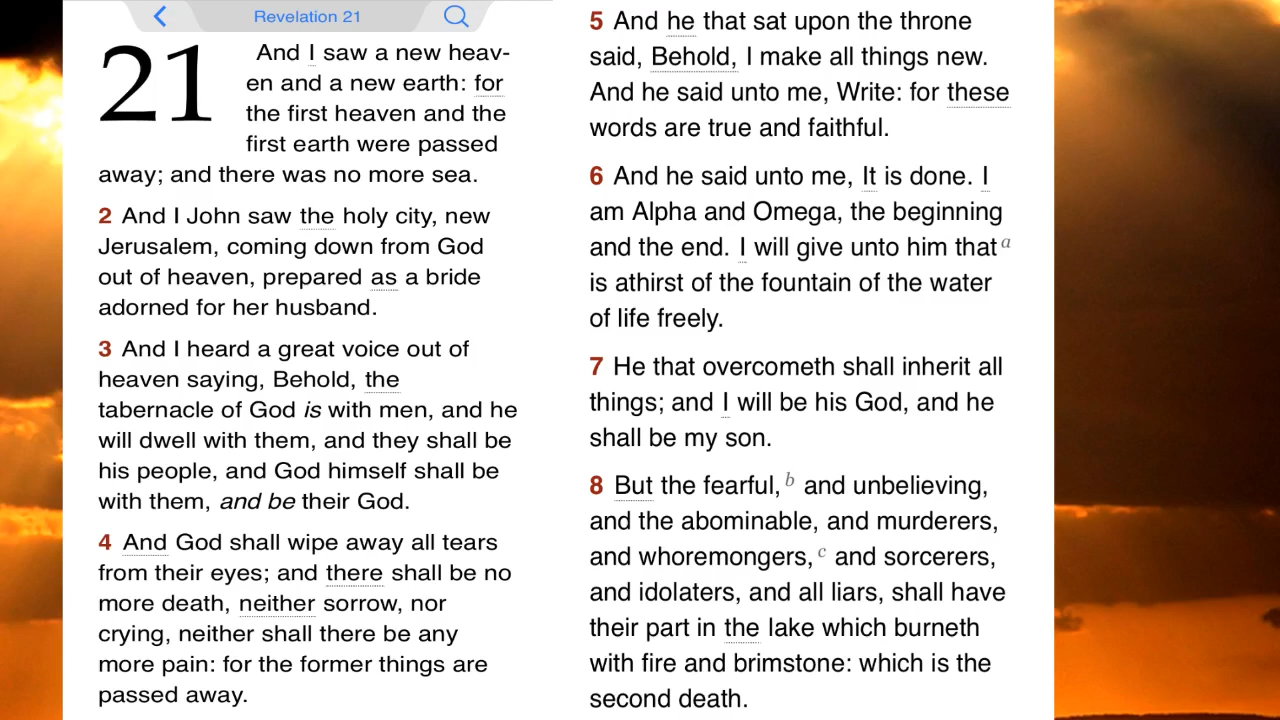 Revelation 21
21 And I saw a new heav-
en and a new earth: for
the first heaven and the
first earth were passed
away; and there was no more sea.
2 And I John saw the holy city, new
Jerusalem, coming down from God
out of heaven, prepared as a bride
adorned for her husband.
3 And I heard a great voice out of
heaven saying, Behold, the
tabernacle of God is with men, and he
will dwell with them, and they shall be
his people, and God himself shall be
with them, and be their God.
4 And God shall wipe away all tears
from their eyes; and there shall be no
more death, neither sorrow, nor
crying, neither shall there be any
more pain: for the former things are
passed away.
5 And he that sat upon the throne
said, Behold, I make all things new.
And he said unto me, Write: for these
words are true and faithful.
6 And he said unto me, It is done. I
am Alpha and Omega, the beginning
and the end. I will give unto him that a
is athirst of the fountain of the water
of life freely.
7 He that overcometh shall inherit all
things; and I will be his God, and he
shall be my son.
8 But the fearful, b and unbelieving,
and the abominable, and murderers,
and whoremongers, c and sorcerers,
and idolaters, and all liars, shall have
their part in the lake which burneth
with fire and brimstone: which is the
second death.